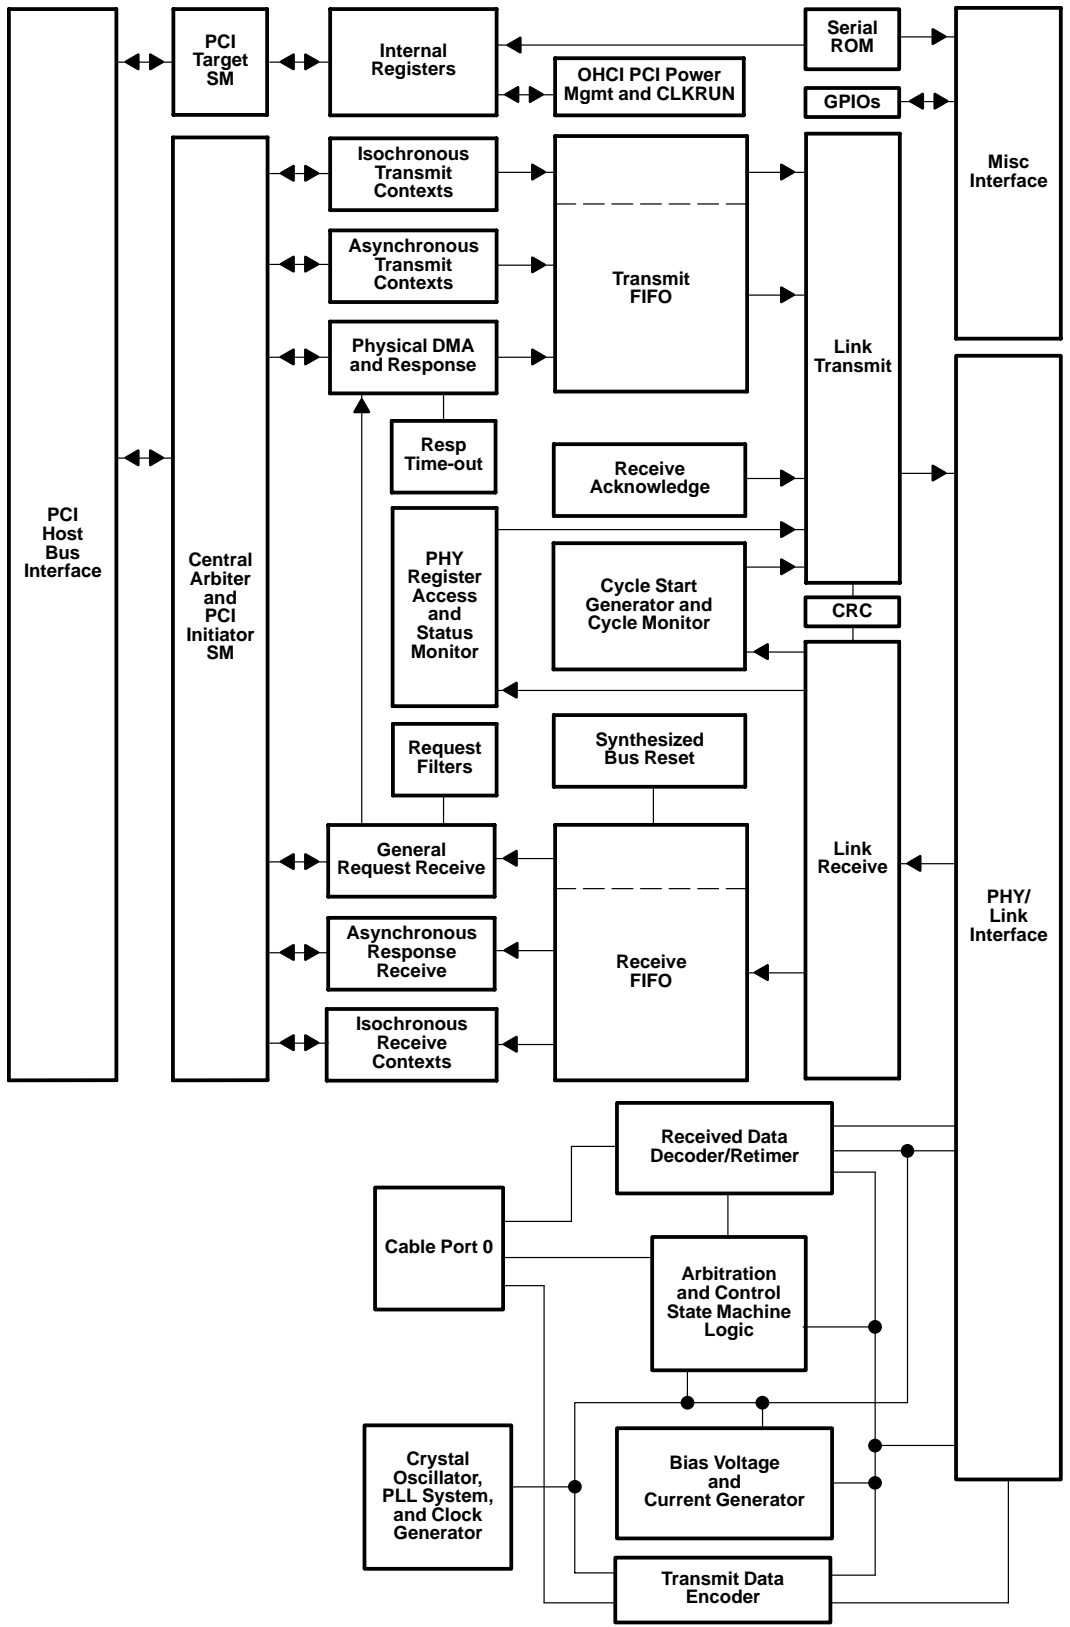 PCI
Host
Bus
Interface
PCI
Target
SM
Internal
Registers
Serial
ROM
OHCI PCI Power
Mgmt and CLKRUN
GPIOs
Misc
Interface
Central
Arbiter
and
PCI
Initiator
SM
Isochronous
Transmit
Contexts
Asynchronous
Transmit
Contexts
Physical DMA
and Response
Resp
Time-out
Transmit
FIFO
Link
Transmit
Receive
Acknowledge
PHY
Register
Access
and
Status
Monitor
Cycle Start
Generator and
Cycle Monitor
CRC
Request
Filters
Synthesized
Bus Reset
General
Request Receive
Asynchronous
Response
Receive
Isochronous
Receive
Contexts
Receive
FIFO
Link
Receive
PHY/
Link
Interface
Received Data
Decoder/Retimer
Cable Port 0
Arbitration
and Control
State Machine
Logic
Crystal
Oscillator,
PLL System,
and Clock
Generator
Bias Voltage
and
Current Generator
Transmit Data
Encoder